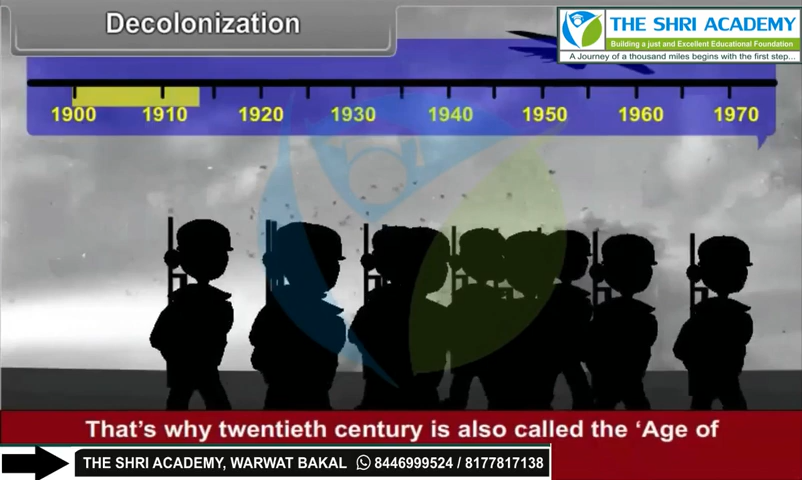 Decolonization
THE SHRI ACADEMY
Building a just and Excellent Educational Foundation
A Journey of a thousand miles begins with the first step...
1900 1910 1920 1930 1940 1950 1960 1970
That's why twentieth century is also called the ‘Age of
THE SHRI ACADEMY, WARWAT BAKAL 8446999524 / 8177817138